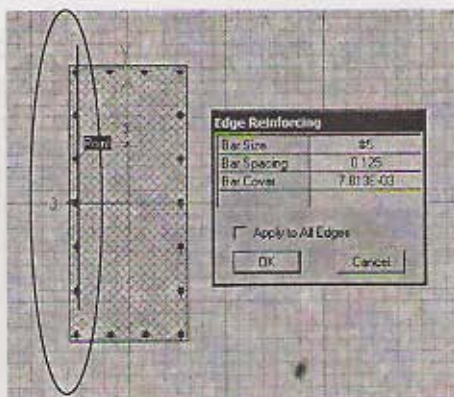 Edge Reinforcing
Bar Size #5
Bar Spacing 0.125
Bar Cover 7.813E-03
Apply to All Edges
OK Cancel
3